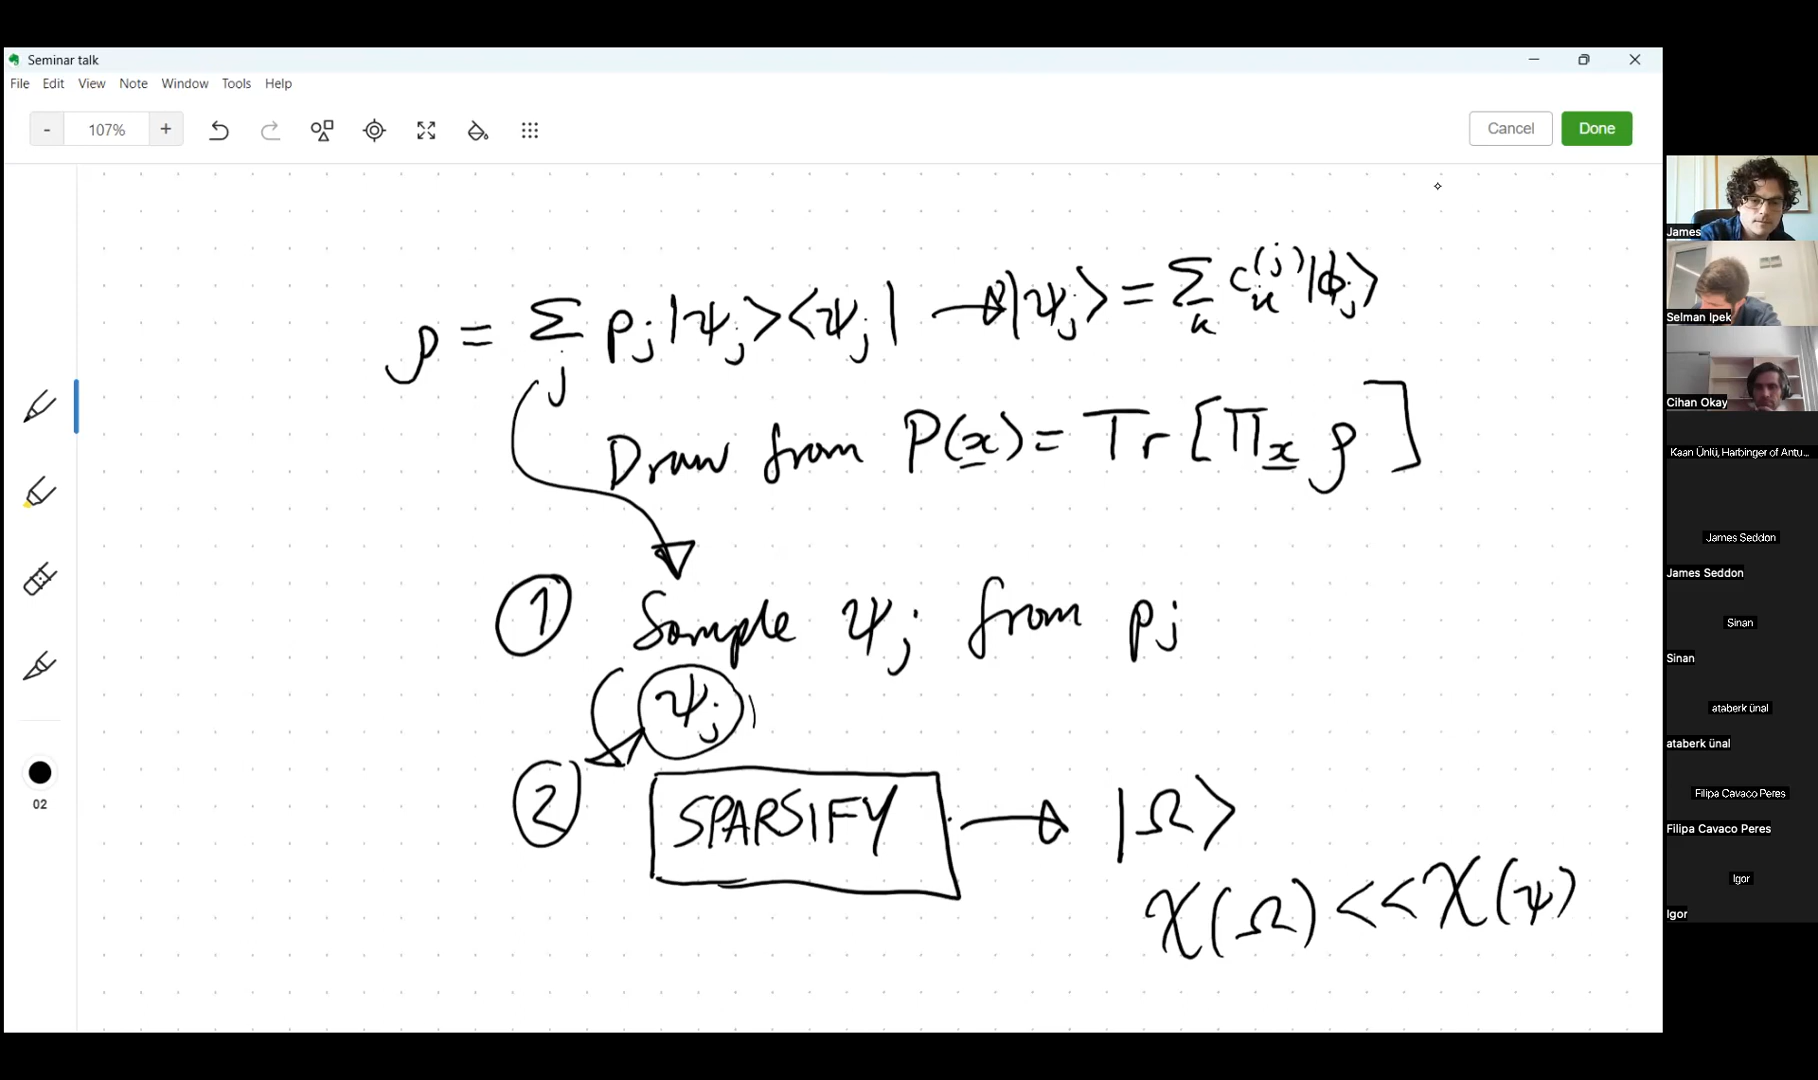 Seminar talk
File Edit View Note Window Tools Help
- 107% + Cancel Done
ρ = Σ_j p_j |ψ_j><ψ_j| → |ψ_j> = Σ_k c_k^(j) |ϕ_j>
Draw from P(x) = Tr [Π_x ρ]
① Sample ψ_j from p_j
ψ_j
② SPARSIFY → |Ω>
χ(Ω) << χ(ψ)
02
James
Selman Ipek
Cihan Okay
Kaan Ünlü, Harbinger of Antu...
James Seddon
James Seddon
Sinan
Sinan
ataberk ünal
ataberk ünal
Filipa Cavaco Peres
Filipa Cavaco Peres
Igor
Igor